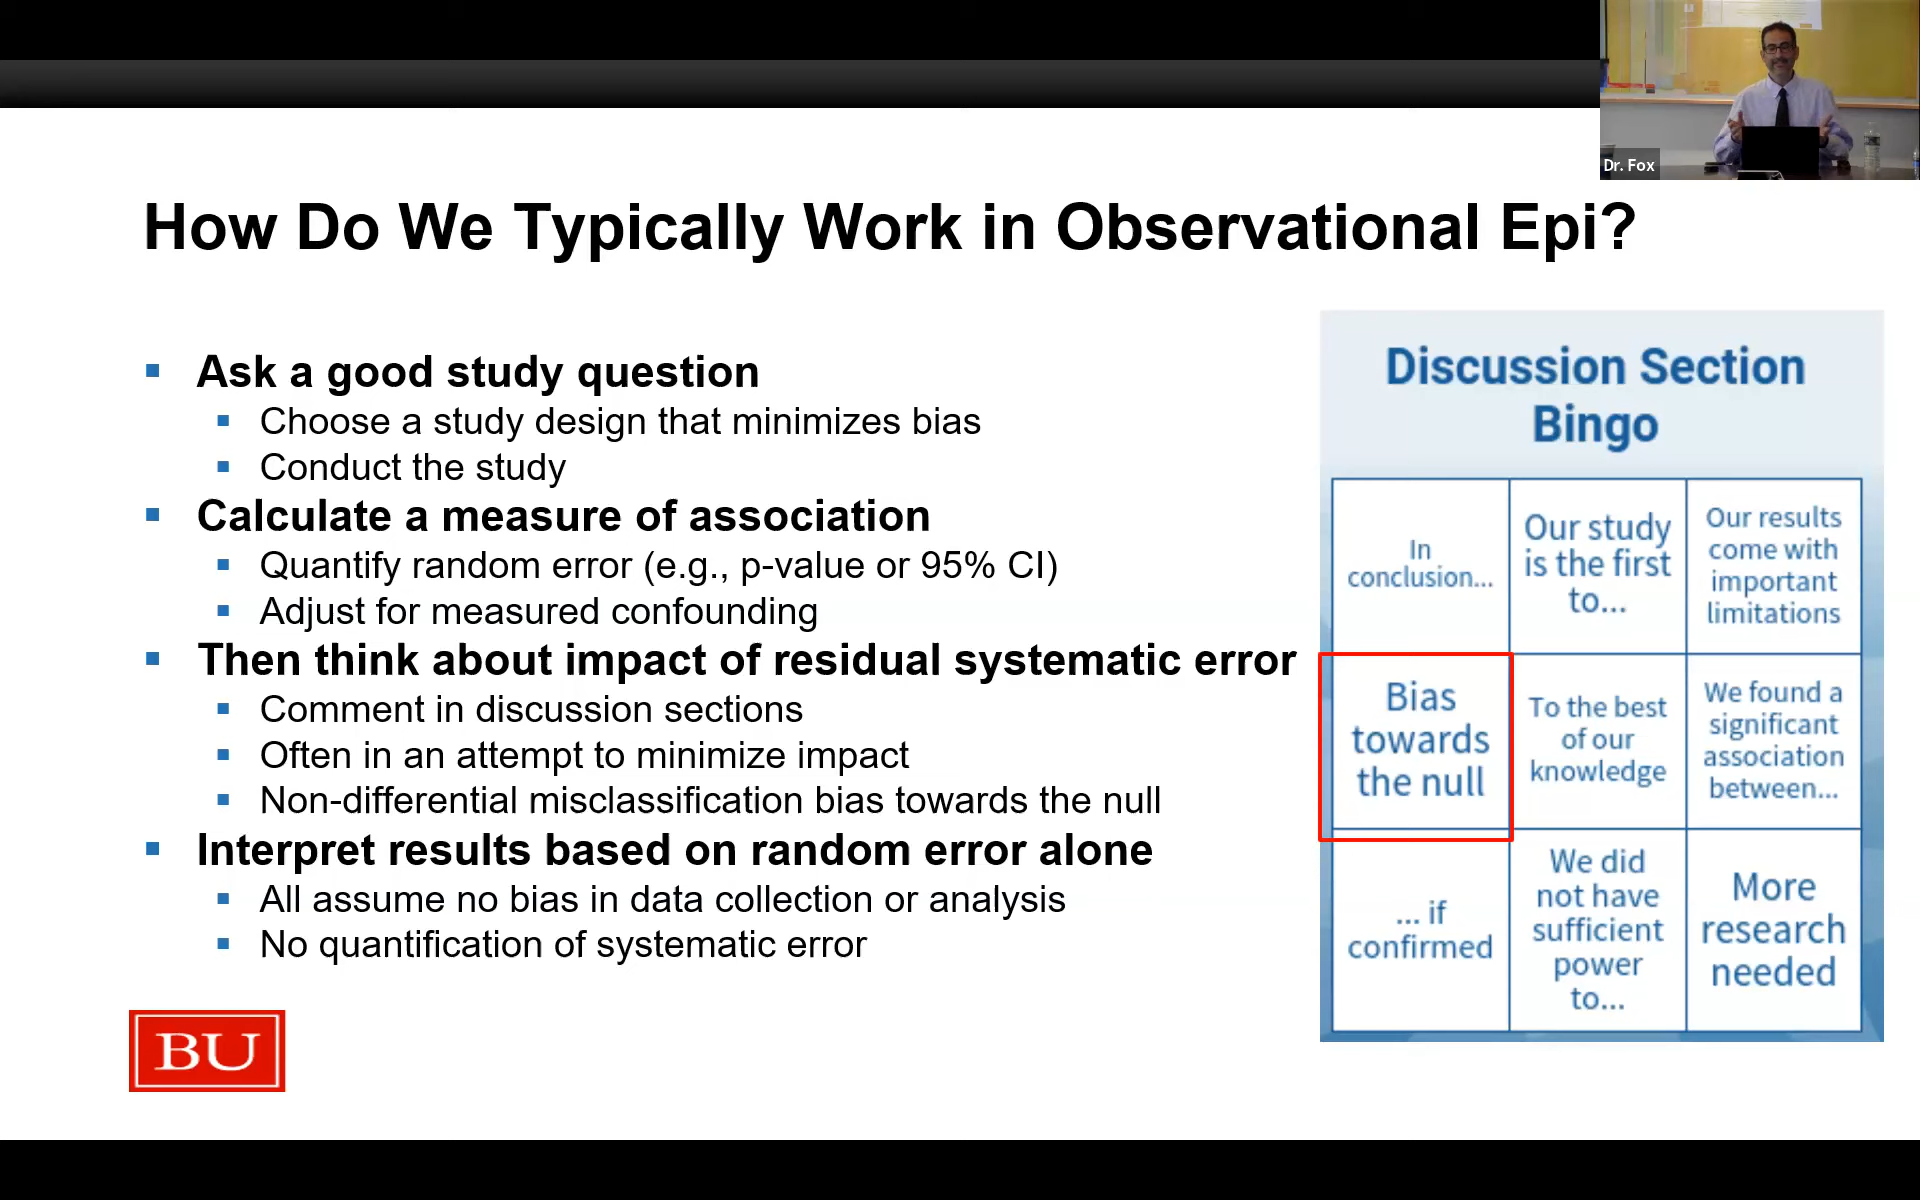 Dr. Fox
How Do We Typically Work in Observational Epi?
Ask a good study question
Choose a study design that minimizes bias
Conduct the study
Calculate a measure of association
Quantify random error (e.g., p-value or 95% CI)
Adjust for measured confounding
Then think about impact of residual systematic error
Comment in discussion sections
Often in an attempt to minimize impact
Non-differential misclassification bias towards the null
Interpret results based on random error alone
All assume no bias in data collection or analysis
No quantification of systematic error
Discussion Section
Bingo
In
conclusion...
Our study
is the first
to...
Our results
come with
important
limitations
Bias
towards
the null
To the best
of our
knowledge
We found a
significant
association
between...
... if
confirmed
We did
not have
sufficient
power
to...
More
research
needed
BU